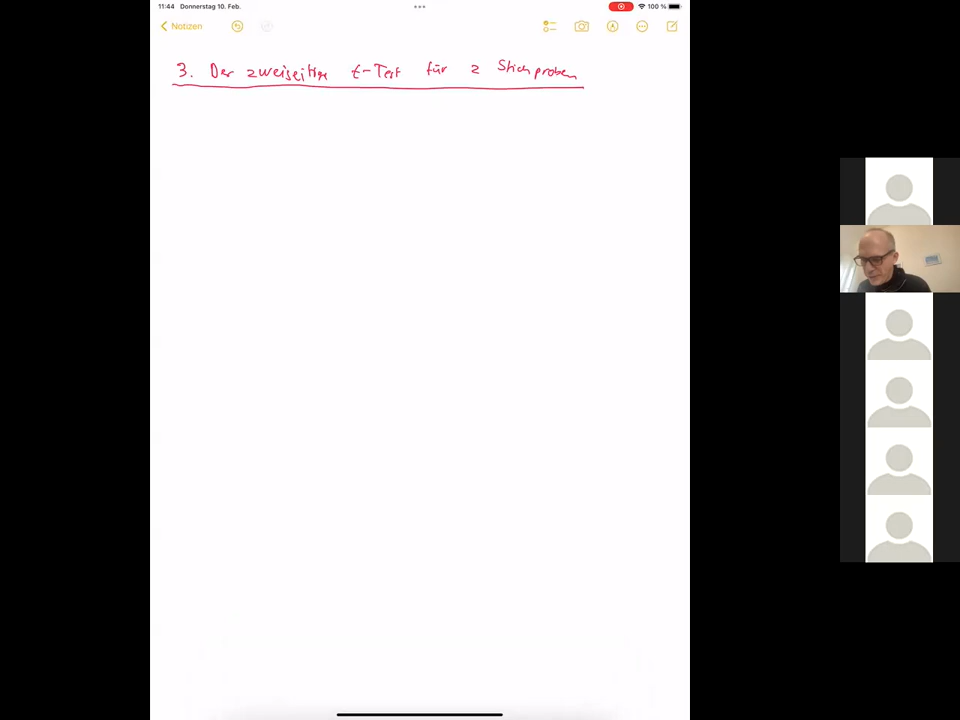 11:44 Donnerstag 10. Feb.
100 %
Notizen
3. Der zweiseitige t-Test für 2 Stichproben